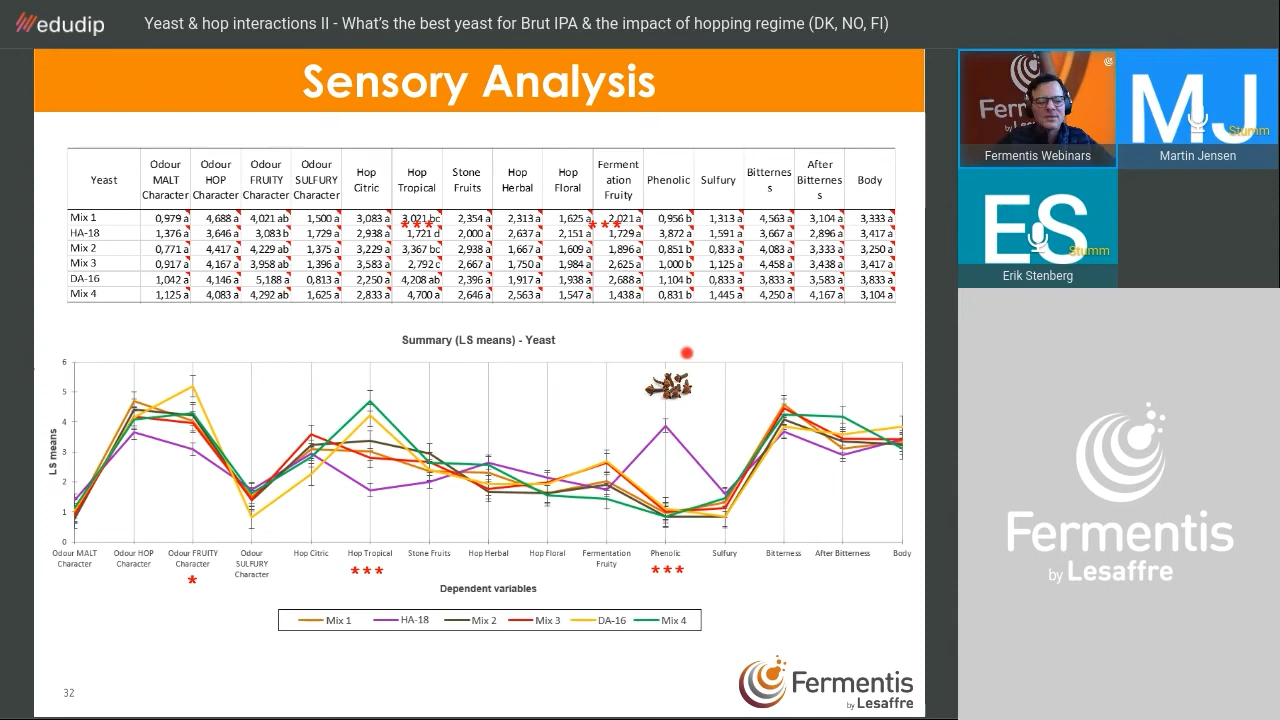 edudip
Yeast & hop interactions II - What’s the best yeast for Brut IPA & the impact of hopping regime (DK, NO, FI)
Sensory Analysis
Yeast Odour MALT Character Odour HOP Character Odour FRUITY Character Odour SULFURY Character Hop Citric Hop Tropical Stone Fruits Hop Herbal Hop Floral Ferment ation Fruity Phenolic Sulfury Bitternes s After Bitternes s Body
Mix 1 0,979 a 4,688 a 4,021 ab 1,500 a 3,083 a 3,021 bc 2,354 a 2,313 a 1,625 a 2,021 a 0,956 b 1,313 a 4,563 a 3,104 a 3,333 a
***
***
HA-18 1,376 a 3,646 a 3,083 b 1,729 a 2,938 a 1,721 d 2,000 a 2,637 a 2,151 a 1,729 a 3,872 a 1,591 a 3,667 a 2,896 a 3,417 a
Mix 2 0,771 a 4,417 a 4,229 ab 1,375 a 3,229 a 3,367 bc 2,938 a 1,667 a 1,609 a 1,896 a 0,851 b 0,833 a 4,083 a 3,333 a 3,250 a
Mix 3 0,917 a 4,167 a 3,958 ab 1,396 a 3,583 a 2,792 c 2,667 a 1,750 a 1,984 a 2,625 a 1,000 b 1,125 a 4,458 a 3,438 a 3,417 a
DA-16 1,042 a 4,146 a 5,188 a 0,813 a 2,250 a 4,208 ab 2,396 a 1,917 a 1,938 a 2,688 a 1,104 b 0,833 a 3,833 a 3,583 a 3,833 a
Mix 4 1,125 a 4,083 a 4,292 ab 1,625 a 2,833 a 4,700 a 2,646 a 2,563 a 1,547 a 1,438 a 0,831 b 1,445 a 4,250 a 4,167 a 3,104 a
Summary (LS means) - Yeast
6
5
4
3
2
1
0
LS means
Odour MALT Character
Odour HOP Character
Odour FRUITY Character
Odour SULFURY Character
Hop Citric
Hop Tropical
Stone Fruits
Hop Herbal
Hop Floral
Fermentation Fruity
Phenolic
Sulfury
Bitterness
After Bitterness
Body
*
***
***
Dependent variables
Mix 1 HA-18 Mix 2 Mix 3 DA-16 Mix 4
32
Fermentis
by Lesaffre
Fermentis
by Les
Fermentis Webinars
MJ
Stumm
Martin Jensen
ES
Stumm
Erik Stenberg
Fermentis
by Lesaffre